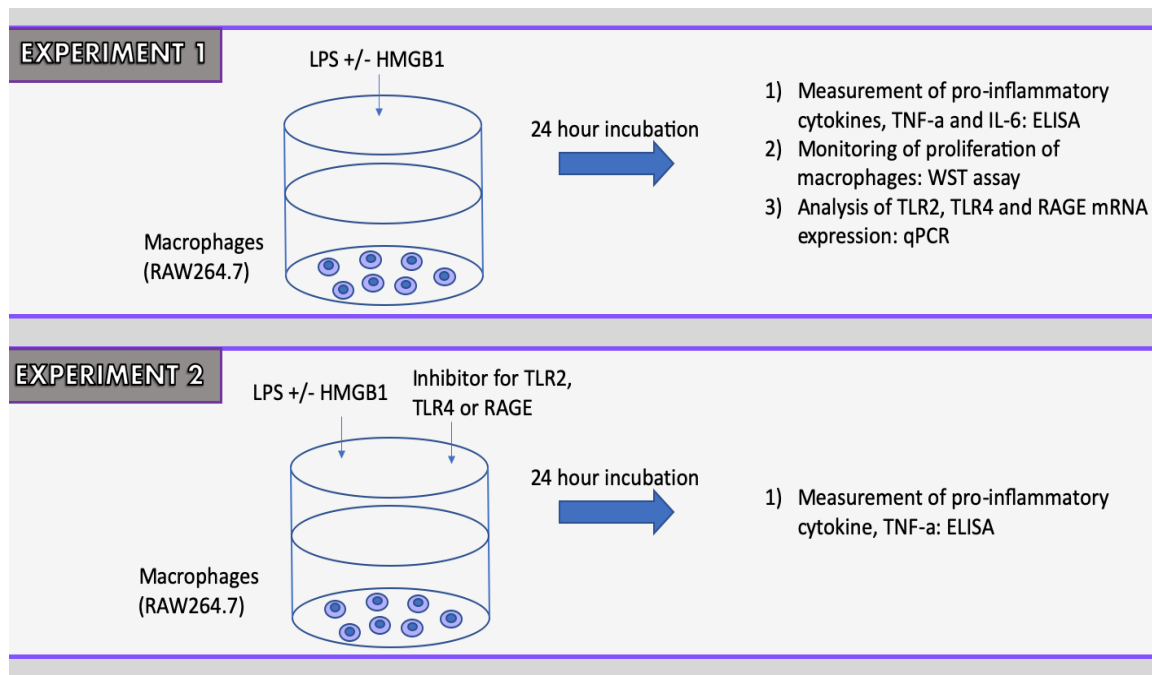 EXPERIMENT 1
LPS +/- HMGB1
24 hour incubation
Macrophages
(RAW264.7)
1) Measurement of pro-inflammatory
cytokines, TNF-a and IL-6: ELISA
2) Monitoring of proliferation of
macrophages: WST assay
3) Analysis of TLR2, TLR4 and RAGE mRNA
expression: qPCR
EXPERIMENT 2
LPS +/- HMGB1
Inhibitor for TLR2,
TLR4 or RAGE
24 hour incubation
Macrophages
(RAW264.7)
1) Measurement of pro-inflammatory
cytokine, TNF-a: ELISA